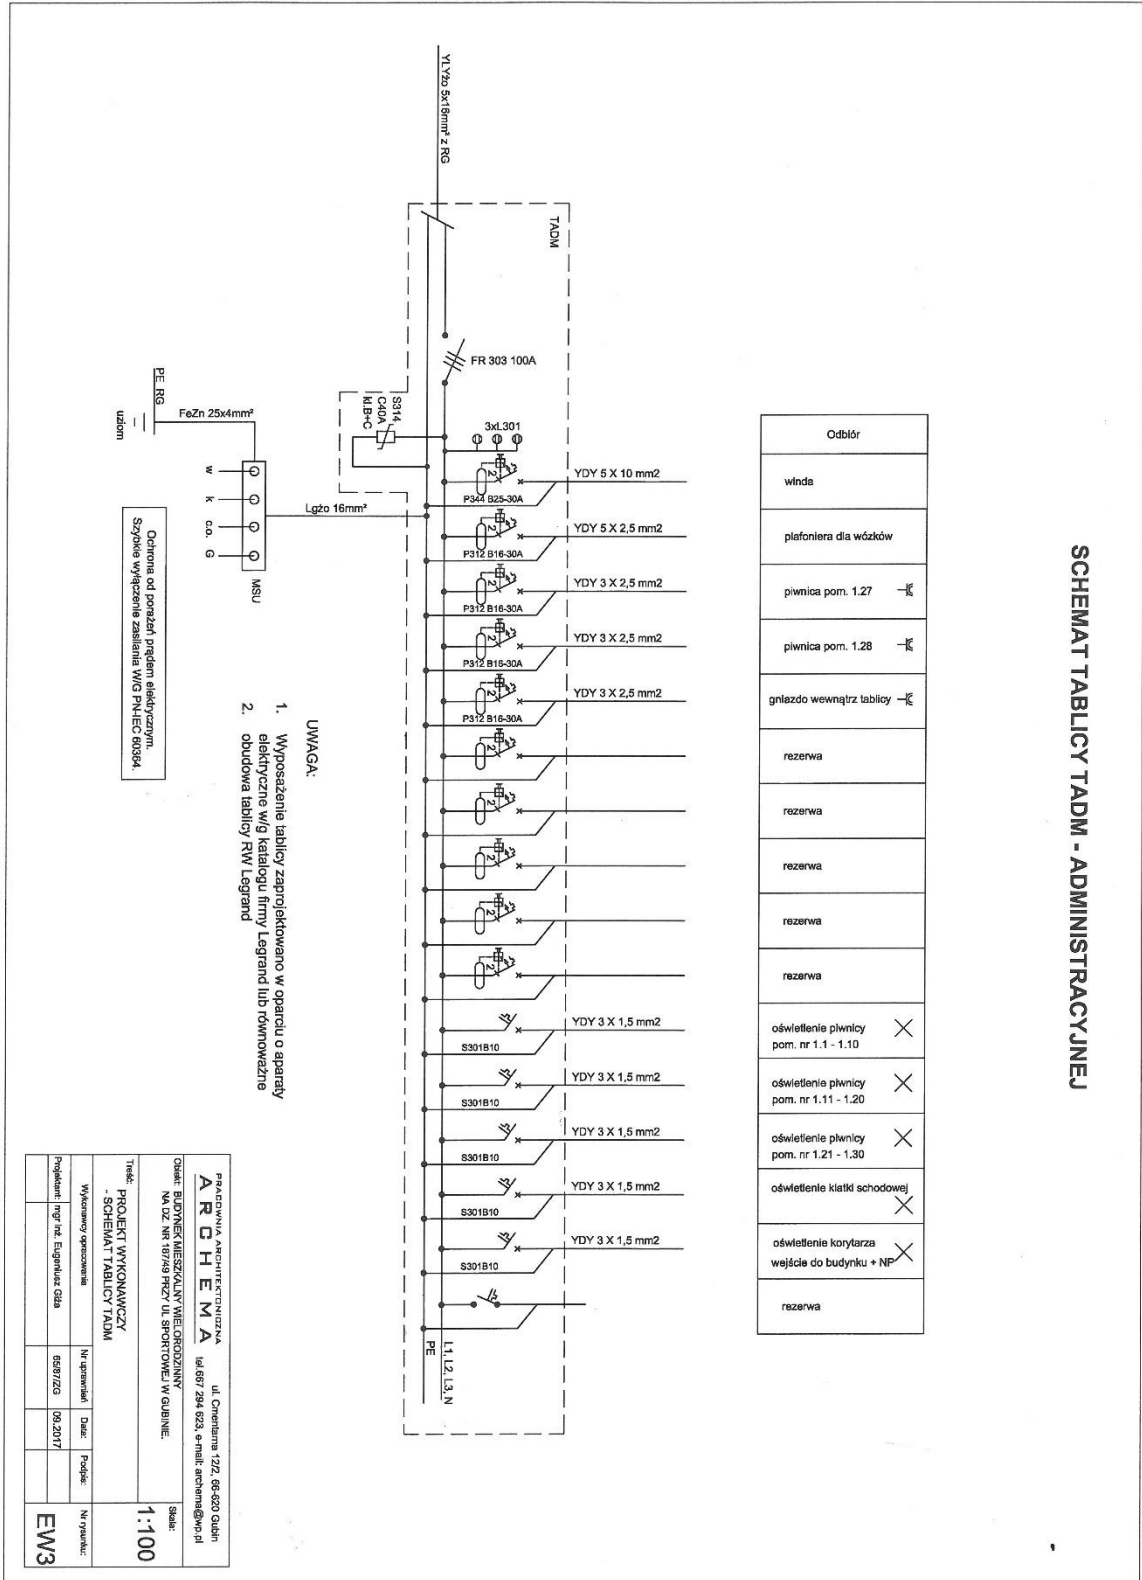 SCHEMAT TABLICY TADM - ADMINISTRACYJNEJ
YLYżo 5x16mm² z RG
TADM
FR 303 100A
3xL301
S314
C40A
kl.B+C
Lgżo 16mm²
PE RG
FeZn 25x4mm²
uziom
w
k
c.o.
G
MSU
Ochrona od porażeń prądem elektrycznym.
Szybkie wyłączenie zasilania W/G PN-IEC 60364.
YDY 5 X 10 mm2
P344 B25-30A
YDY 5 X 2,5 mm2
P312 B16-30A
YDY 3 X 2,5 mm2
P312 B16-30A
YDY 3 X 2,5 mm2
P312 B16-30A
YDY 3 X 2,5 mm2
P312 B16-30A
2
2
2
2
2
2
2
2
2
2
YDY 3 X 1,5 mm2
S301B10
YDY 3 X 1,5 mm2
S301B10
YDY 3 X 1,5 mm2
S301B10
YDY 3 X 1,5 mm2
S301B10
YDY 3 X 1,5 mm2
S301B10
L1, L2, L3, N
PE
Odbiór
winda
plafoniera dla wózków
piwnica pom. 1.27
piwnica pom. 1.28
gniazdo wewnątrz tablicy
rezerwa
rezerwa
rezerwa
rezerwa
rezerwa
oświetlenie piwnicy
pom. nr 1.1 - 1.10
oświetlenie piwnicy
pom. nr 1.11 - 1.20
oświetlenie piwnicy
pom. nr 1.21 - 1.30
oświetlenie klatki schodowej
oświetlenie korytarza
wejście do budynku + NP
rezerwa
UWAGA:
1. Wyposażenie tablicy zaprojektowano w oparciu o aparaty
elektryczne w/g katalogu firmy Legrand lub równoważne
2. obudowa tablicy RW Legrand
PRACOWNIA ARCHITEKTONICZNA
ARCHEMA
ul. Cmentarna 12/2, 66-620 Gubin
tel.667 294 623, e-mail: archema@wp.pl
Obiekt: BUDYNEK MIESZKALNY WIELORODZINNY
NA DZ. NR 187/49 PRZY UL SPORTOWEJ W GUBINIE.
Skala:
1:100
Treść:
PROJEKT WYKONAWCZY
- SCHEMAT TABLICY TADM
Wykonawcy opracowania
Nr uprawnień
Data:
Podpis:
Nr rysunku:
Projektant: mgr inż. Eugeniusz Giża
65/87/ZG
09.2017
EW3